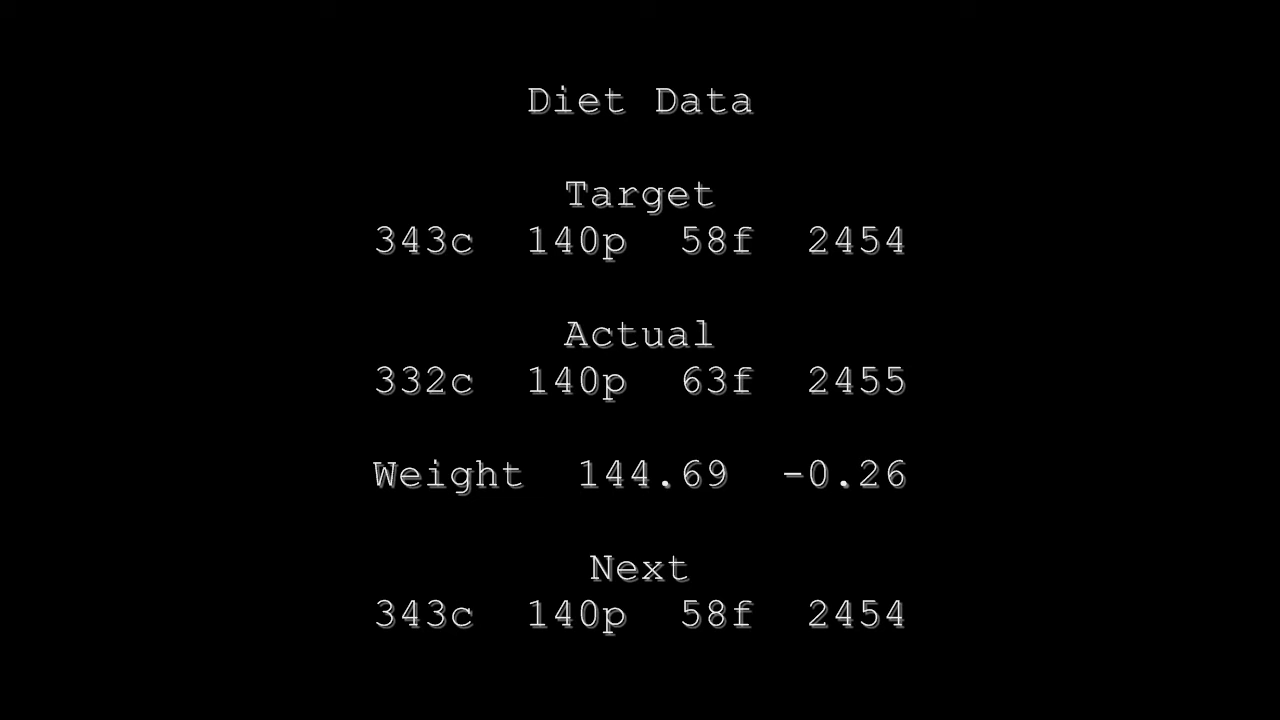 Diet Data
Target
343c 140p 58f 2454
Actual
332c 140p 63f 2455
Weight 144.69 -0.26
Next
343c 140p 58f 2454